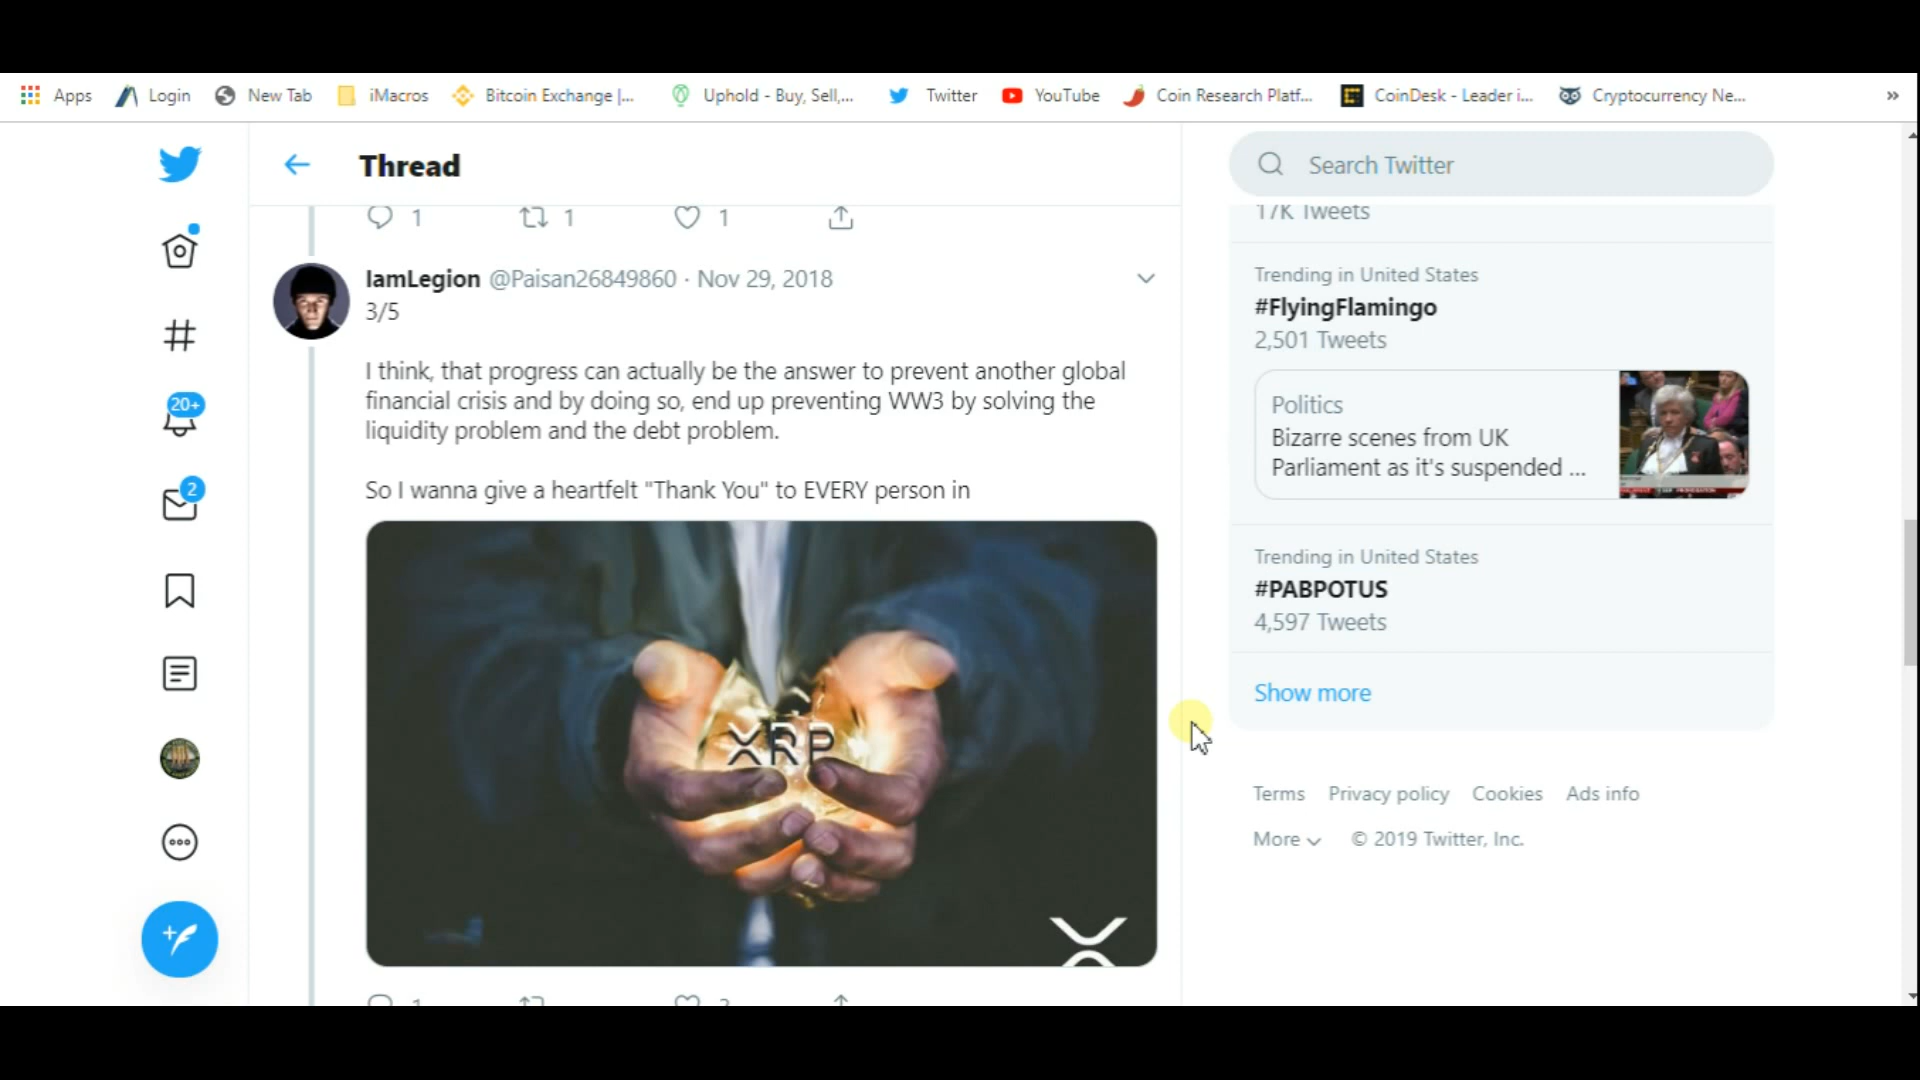 Apps Login New Tab iMacros Bitcoin Exchange |... Uphold - Buy, Sell,... Twitter YouTube Coin Research Platf... CoinDesk - Leader i... Cryptocurrency Ne... »
Thread
Search Twitter
1 1 1
17K Tweets
IamLegion @Paisan26849860 · Nov 29, 2018
3/5
I think, that progress can actually be the answer to prevent another global
financial crisis and by doing so, end up preventing WW3 by solving the
liquidity problem and the debt problem.
So I wanna give a heartfelt "Thank You" to EVERY person in
XRP
20+
2
Trending in United States
#FlyingFlamingo
2,501 Tweets
Politics
Bizarre scenes from UK
Parliament as it's suspended ...
Trending in United States
#PABPOTUS
4,597 Tweets
Show more
Terms Privacy policy Cookies Ads info
More © 2019 Twitter, Inc.